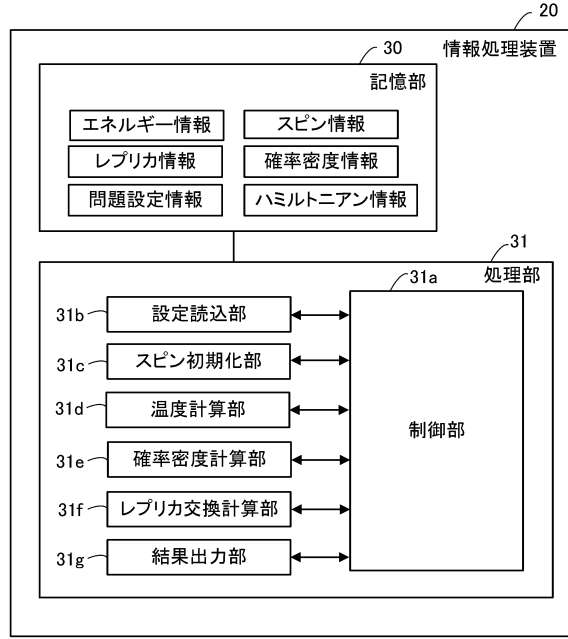 20
情報処理装置
30
記憶部
エネルギー情報
スピン情報
レプリカ情報
確率密度情報
問題設定情報
ハミルトニアン情報
31
処理部
31a
制御部
31b
設定読込部
31c
スピン初期化部
31d
温度計算部
31e
確率密度計算部
31f
レプリカ交換計算部
31g
結果出力部